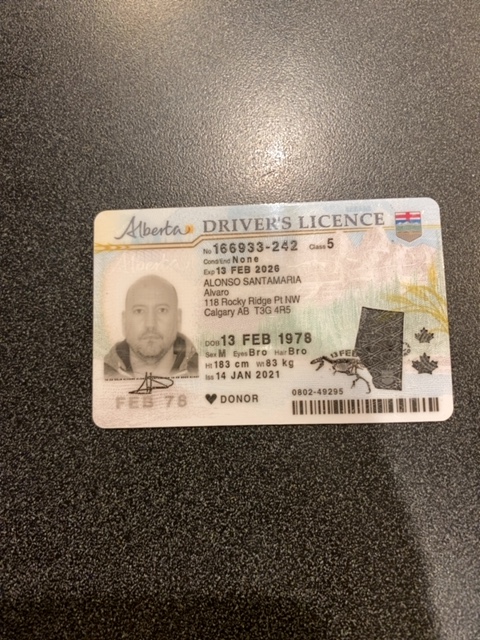 Alberta DRIVER'S LICENCE
No 166933-242 Class 5
Cond/End None
Exp 13 FEB 2026
ALONSO SANTAMARIA
Alvaro
118 Rocky Ridge Pt NW
Calgary AB T3G 4R5
DOB 13 FEB 1978
Sex M Eyes Bro Hair Bro
Ht 183 cm Wt 83 kg
Iss 14 JAN 2021
FEB 78
DONOR
0802-49295